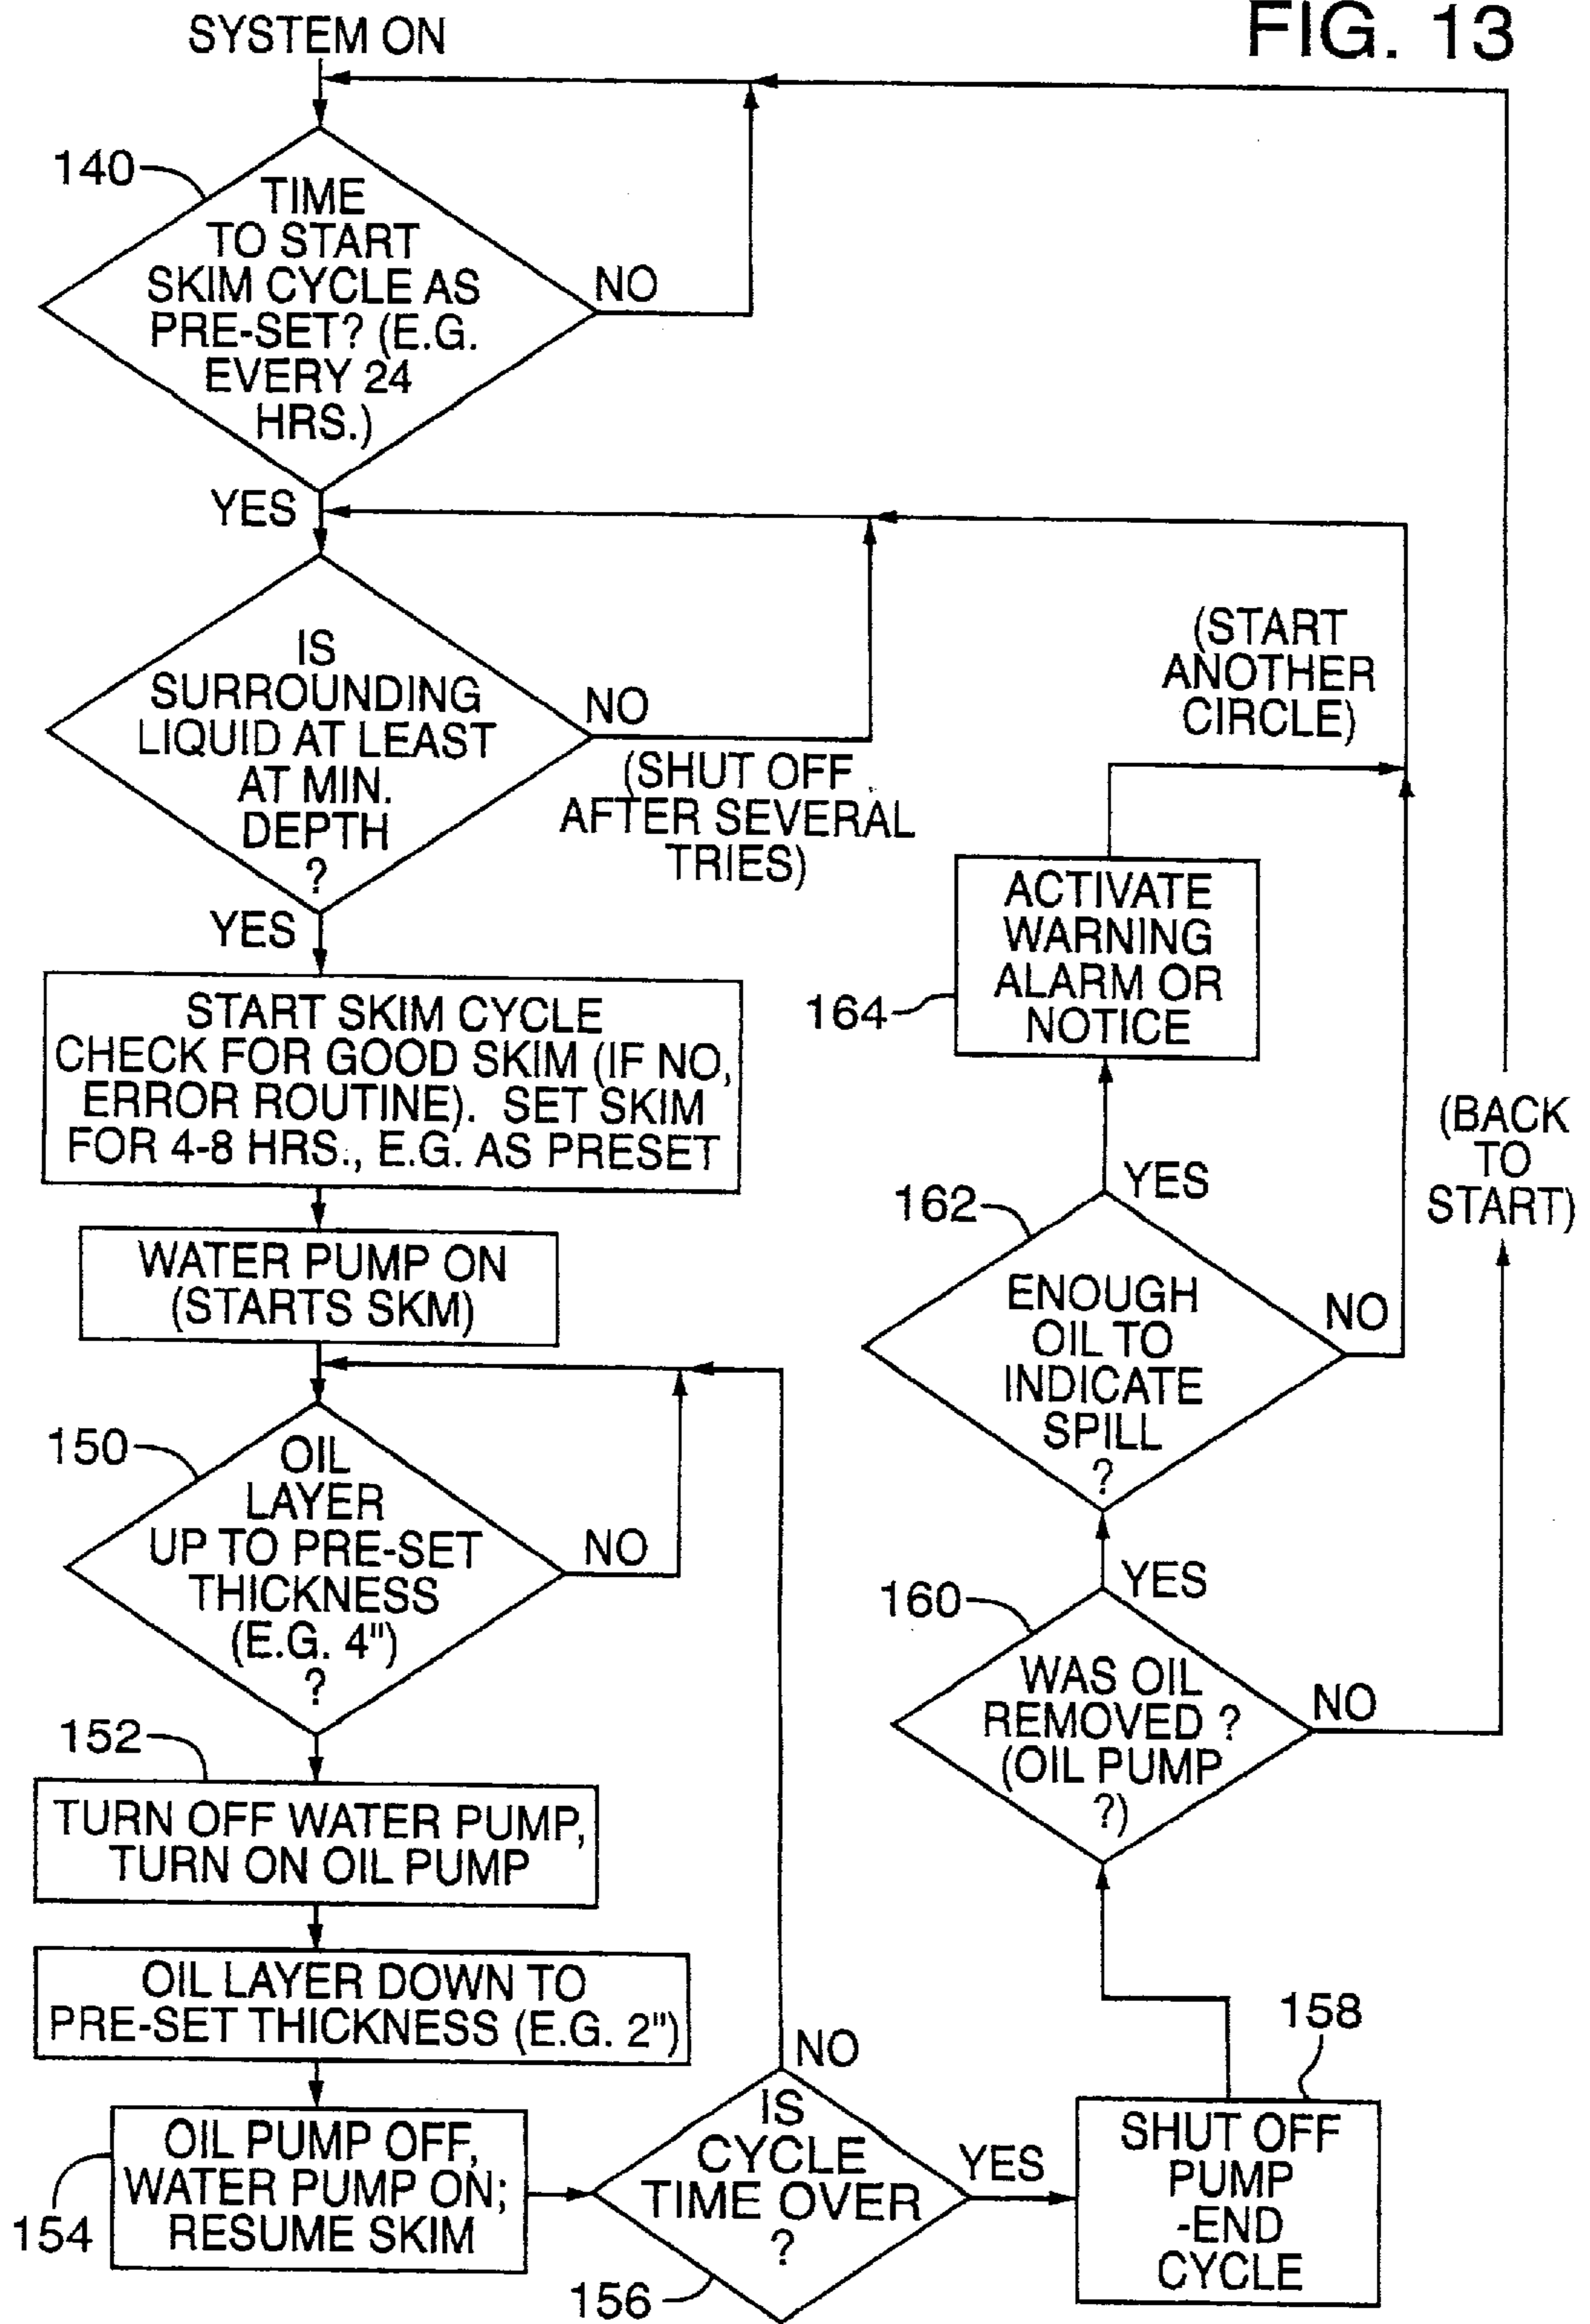 FIG. 13
SYSTEM ON
140
TIME
TO START
SKIM CYCLE AS
PRE-SET? (E.G.
EVERY 24
HRS.)
NO
YES
IS
SURROUNDING
LIQUID AT LEAST
AT MIN.
DEPTH
?
NO
(SHUT OFF
AFTER SEVERAL
TRIES)
YES
START SKIM CYCLE
CHECK FOR GOOD SKIM (IF NO,
ERROR ROUTINE). SET SKIM
FOR 4-8 HRS., E.G. AS PRESET
WATER PUMP ON
(STARTS SKM)
150
OIL
LAYER
UP TO PRE-SET
THICKNESS
(E.G. 4")
?
NO
152
TURN OFF WATER PUMP,
TURN ON OIL PUMP
OIL LAYER DOWN TO
PRE-SET THICKNESS (E.G. 2")
154
OIL PUMP OFF,
WATER PUMP ON;
RESUME SKIM
156
IS
CYCLE
TIME OVER
?
NO
YES
158
SHUT OFF
PUMP
-END
CYCLE
160
WAS OIL
REMOVED ?
(OIL PUMP
?)
NO
YES
(BACK
TO
START)
162
ENOUGH
OIL TO
INDICATE
SPILL
?
NO
YES
164
ACTIVATE
WARNING
ALARM OR
NOTICE
(START
ANOTHER
CIRCLE)